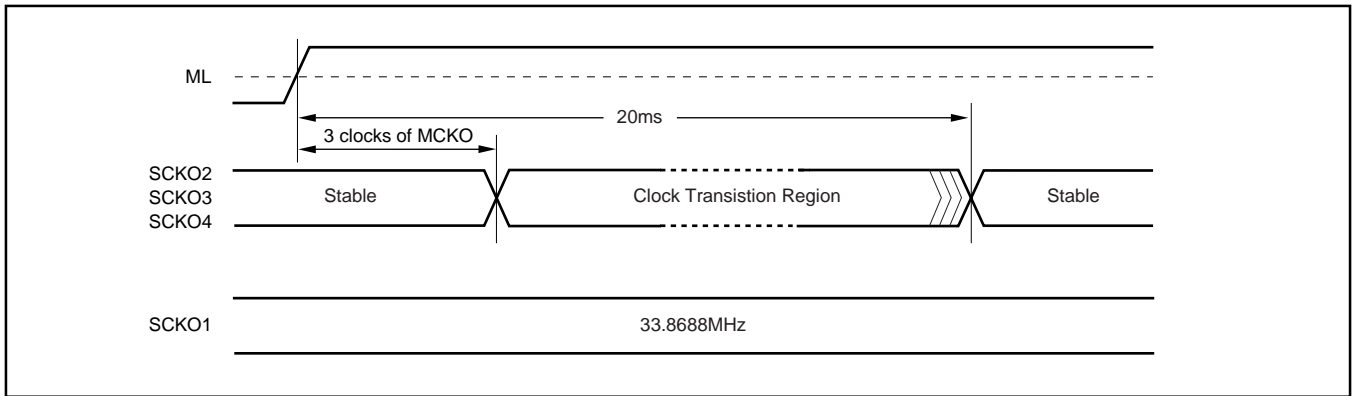 ML
20ms
3 clocks of MCKO
SCKO2
SCKO3
SCKO4
Stable
Clock Transistion Region
Stable
SCKO1
33.8688MHz